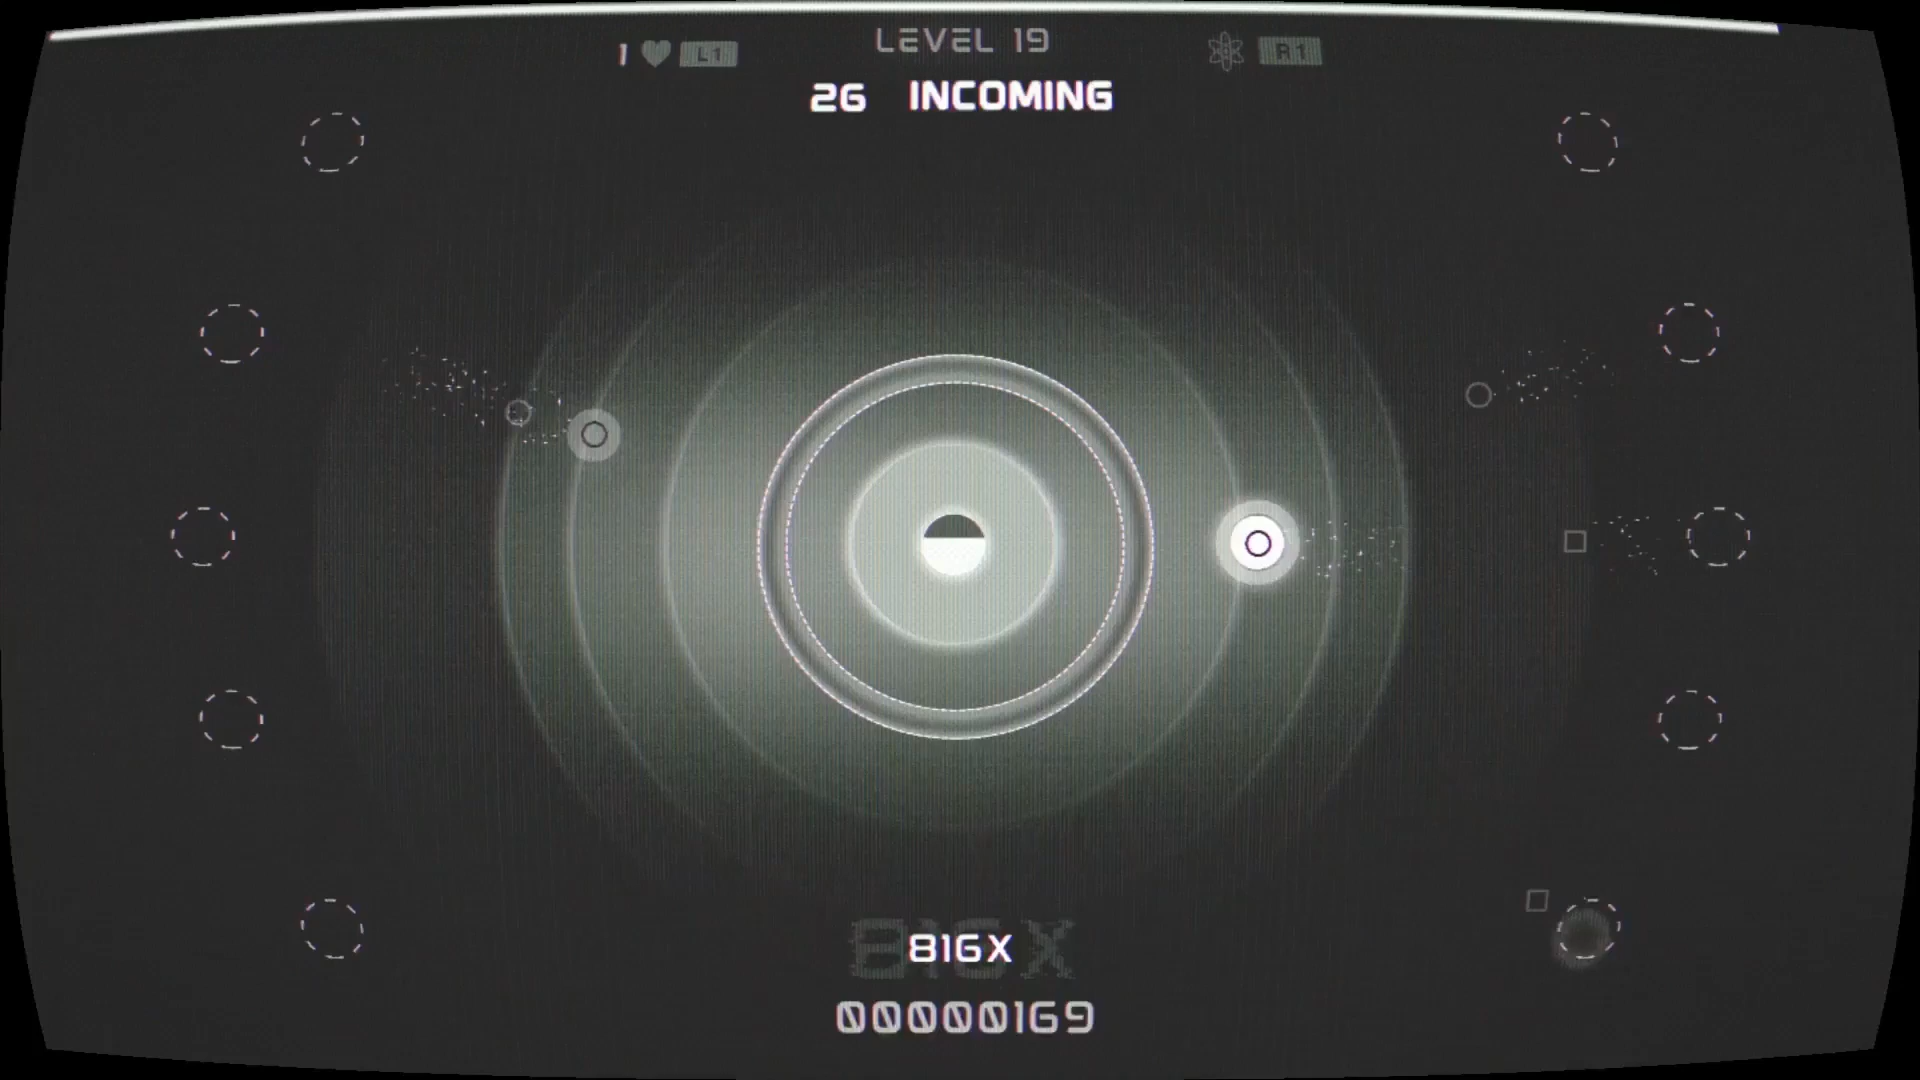 LEVEL 19
1 L1
R1
26 INCOMING
816X
00000169